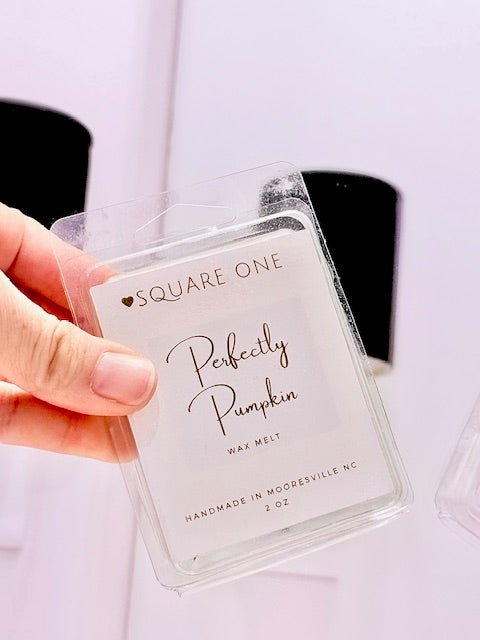 ♥SQUARE ONE
Perfectly
Pumpkin
WAX MELT
HANDMADE IN MOORESVILLE NC
2 OZ